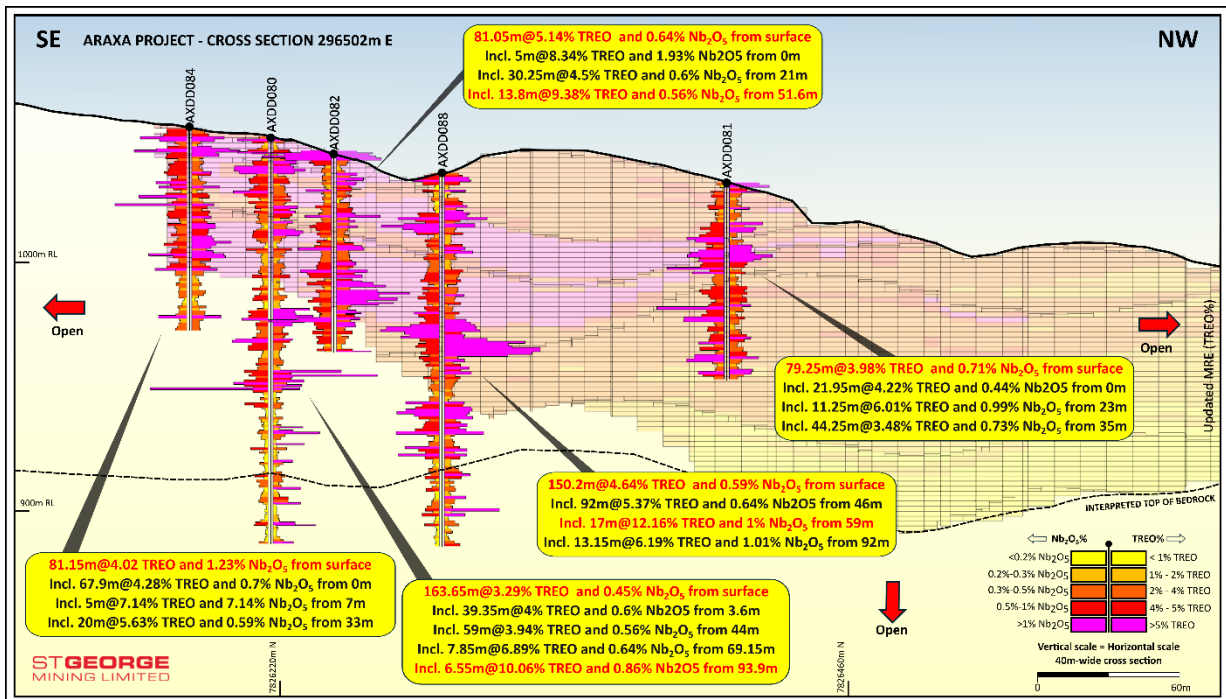 SE ARAXA PROJECT - CROSS SECTION 296502m E
NW
81.05m@5.14% TREO and 0.64% Nb₂O₅ from surface
Incl. 5m@8.34% TREO and 1.93% Nb2O5 from 0m
Incl. 30.25m@4.5% TREO and 0.6% Nb₂O₅ from 21m
Incl. 13.8m@9.38% TREO and 0.56% Nb₂O₅ from 51.6m
AXDD084
AXDD080
AXDD082
AXDD088
AXDD081
1000m RL
Open
Open
Updated MRE (TREO%)
79.25m@3.98% TREO and 0.71% Nb₂O₅ from surface
Incl. 21.95m@4.22% TREO and 0.44% Nb2O5 from 0m
Incl. 11.25m@6.01% TREO and 0.99% Nb₂O₅ from 23m
Incl. 44.25m@3.48% TREO and 0.73% Nb₂O₅ from 35m
150.2m@4.64% TREO and 0.59% Nb₂O₅ from surface
Incl. 92m@5.37% TREO and 0.64% Nb2O5 from 46m
Incl. 17m@12.16% TREO and 1% Nb₂O₅ from 59m
Incl. 13.15m@6.19% TREO and 1.01% Nb₂O₅ from 92m
900m RL
INTERPRETED TOP OF BEDROCK
81.15m@4.02 TREO and 1.23% Nb₂O₅ from surface
Incl. 67.9m@4.28% TREO and 0.7% Nb₂O₅ from 0m
Incl. 5m@7.14% TREO and 7.14% Nb₂O₅ from 7m
Incl. 20m@5.63% TREO and 0.59% Nb₂O₅ from 33m
163.65m@3.29% TREO and 0.45% Nb₂O₅ from surface
Incl. 39.35m@4% TREO and 0.6% Nb2O5 from 3.6m
Incl. 59m@3.94% TREO and 0.56% Nb₂O₅ from 44m
Incl. 7.85m@6.89% TREO and 0.64% Nb₂O₅ from 69.15m
Incl. 6.55m@10.06% TREO and 0.86% Nb2O5 from 93.9m
Open
Nb₂O₅% TREO%
<0.2% Nb₂O₅ < 1% TREO
0.2%-0.3% Nb₂O₅ 1% - 2% TREO
0.3%-0.5% Nb₂O₅ 2% - 4% TREO
0.5%-1% Nb₂O₅ 4% - 5% TREO
>1% Nb₂O₅ >5% TREO
Vertical scale = Horizontal scale
40m-wide cross section
0 60m
STGEORGE
MINING LIMITED
7826220m N
7826460m N